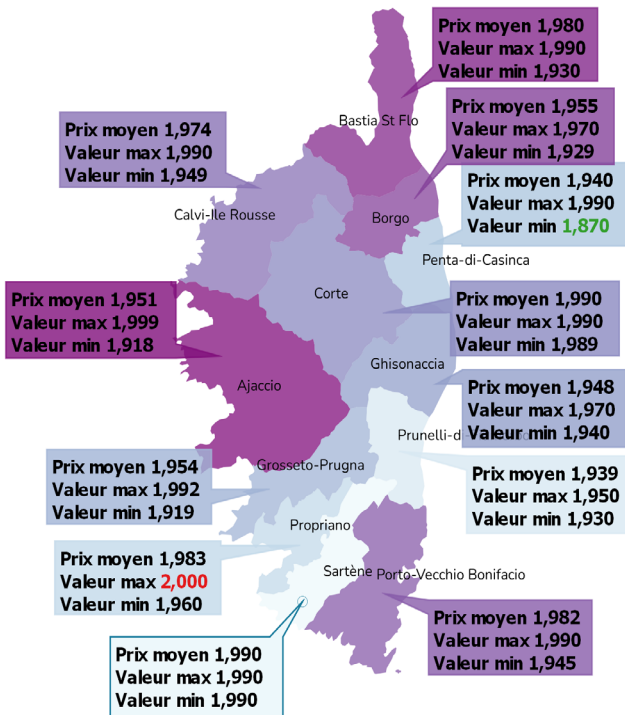 Prix moyen 1,980
Valeur max 1,990
Valeur min 1,930
Bastia St Flo
Prix moyen 1,955
Valeur max 1,970
Valeur min 1,929
Prix moyen 1,974
Valeur max 1,990
Valeur min 1,949
Prix moyen 1,940
Valeur max 1,990
Valeur min 1,870
Calvi-Ile Rousse
Borgo
Penta-di-Casinca
Corte
Prix moyen 1,951
Valeur max 1,999
Valeur min 1,918
Prix moyen 1,990
Valeur max 1,990
Valeur min 1,989
Ghisonaccia
Ajaccio
Prix moyen 1,948
Valeur max 1,970
Valeur min 1,940
Prunelli-di-
Grosseto-Prugna
Prix moyen 1,954
Valeur max 1,992
Valeur min 1,919
Prix moyen 1,939
Valeur max 1,950
Valeur min 1,930
Propriano
Prix moyen 1,983
Valeur max 2,000
Valeur min 1,960
Sartène
Porto-Vecchio Bonifacio
Prix moyen 1,982
Valeur max 1,990
Valeur min 1,945
Prix moyen 1,990
Valeur max 1,990
Valeur min 1,990